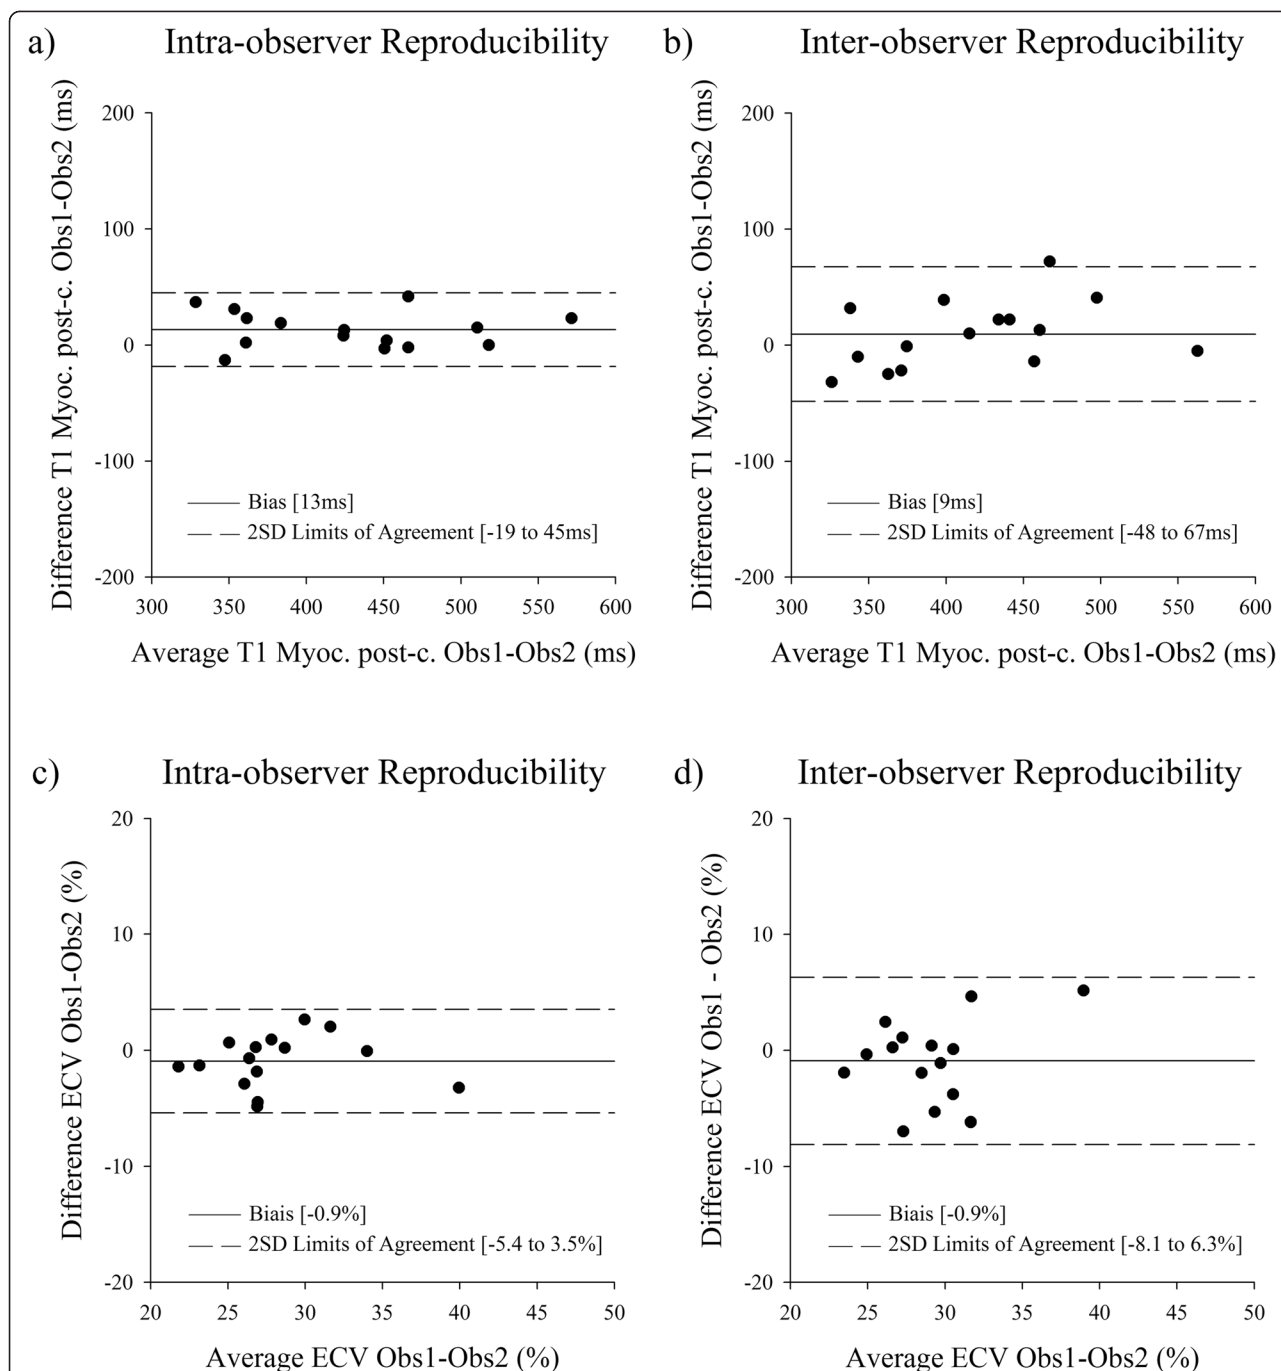 a) Intra-observer Reproducibility
Difference T1 Myoc. post-c. Obs1-Obs2 (ms)
200
100
0
-100
-200
Bias [13ms]
2SD Limits of Agreement [-19 to 45ms]
300 350 400 450 500 550 600
Average T1 Myoc. post-c. Obs1-Obs2 (ms)
b) Inter-observer Reproducibility
Difference T1 Myoc. post-c. Obs1-Obs2 (ms)
200
100
0
-100
-200
Bias [9ms]
2SD Limits of Agreement [-48 to 67ms]
300 350 400 450 500 550 600
Average T1 Myoc. post-c. Obs1-Obs2 (ms)
c) Intra-observer Reproducibility
Difference ECV Obs1-Obs2 (%)
20
10
0
-10
-20
Biais [-0.9%]
2SD Limits of Agreement [-5.4 to 3.5%]
20 25 30 35 40 45 50
Average ECV Obs1-Obs2 (%)
d) Inter-observer Reproducibility
Difference ECV Obs1 - Obs2 (%)
20
10
0
-10
-20
Biais [-0.9%]
2SD Limits of Agreement [-8.1 to 6.3%]
20 25 30 35 40 45 50
Average ECV Obs1-Obs2 (%)